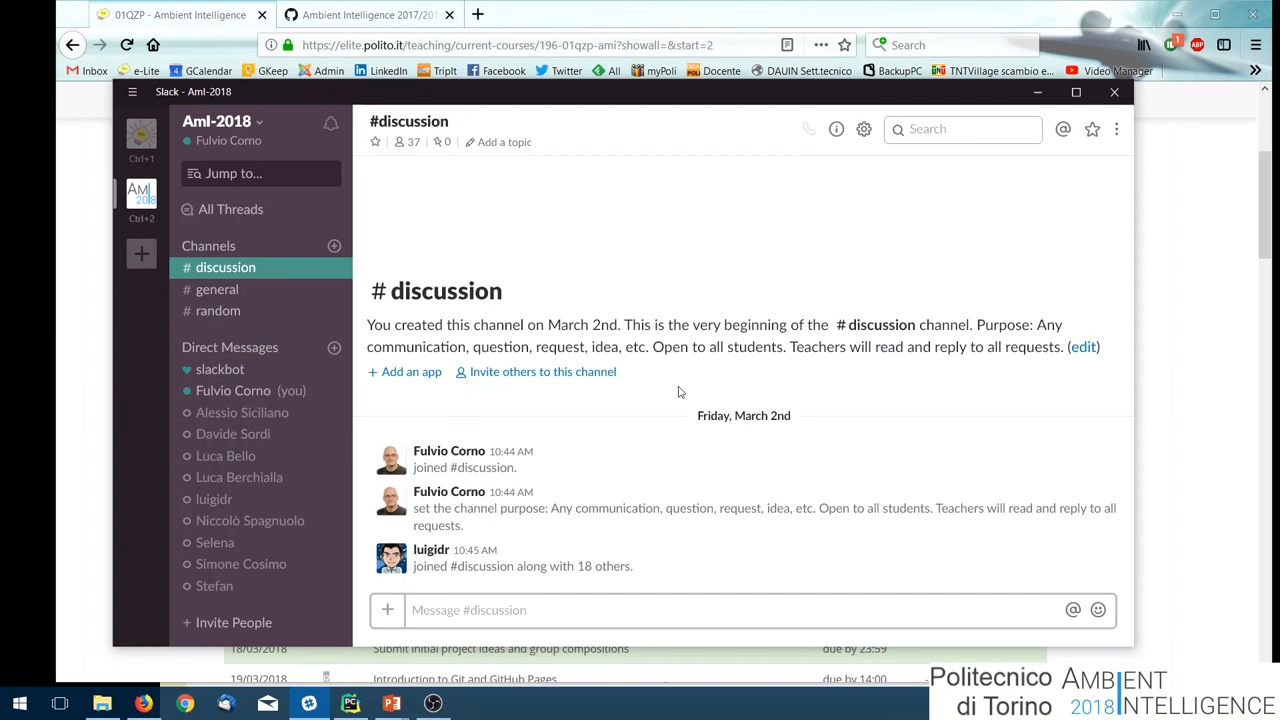 01QZP - Ambient Intelligence
Ambient Intelligence 2017/201
https://elite.polito.it/teaching/current-courses/196-01qzp-ami?showall=&start=2
Search
Inbox
e-Lite
GCalendar
GKeep
Admin
LinkedIn
TripIt
Facebook
Twitter
All
myPoli
Docente
DAUIN Sett.tecnico
BackupPC
TNTVillage scambio e...
Video Manager
Slack - AmI-2018
AmI-2018
Fulvio Corno
Ctrl+1
AmI 2018
Ctrl+2
Jump to...
All Threads
Channels
# discussion
# general
# random
Direct Messages
slackbot
Fulvio Corno (you)
Alessio Siciliano
Davide Sordi
Luca Bello
Luca Berchialla
luigidr
Niccolò Spagnuolo
Selena
Simone Cosimo
Stefan
+ Invite People
#discussion
37
0
Add a topic
Search
# discussion
You created this channel on March 2nd. This is the very beginning of the # discussion channel. Purpose: Any
communication, question, request, idea, etc. Open to all students. Teachers will read and reply to all requests. (edit)
+ Add an app
Invite others to this channel
Friday, March 2nd
Fulvio Corno 10:44 AM
joined #discussion.
Fulvio Corno 10:44 AM
set the channel purpose: Any communication, question, request, idea, etc. Open to all students. Teachers will read and reply to all
requests.
luigidr 10:45 AM
joined #discussion along with 18 others.
Message #discussion
18/03/2018 Submit initial project ideas and group compositions due by 23:59
19/03/2018 Introduction to Git and GitHub Pages due by 14:00
Politecnico
di Torino
AMBIENT
2018 INTELLIGENCE